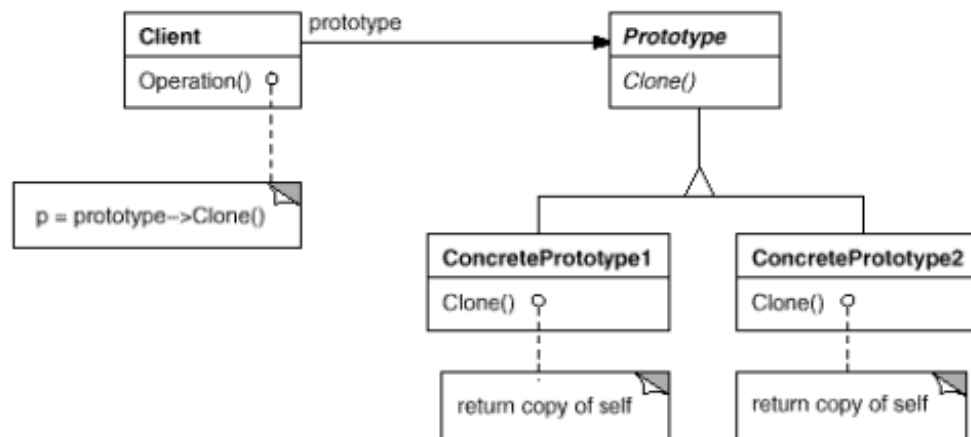 Client
prototype
Prototype
Operation()
Clone()
p = prototype->Clone()
ConcretePrototype1
ConcretePrototype2
Clone()
Clone()
return copy of self
return copy of self